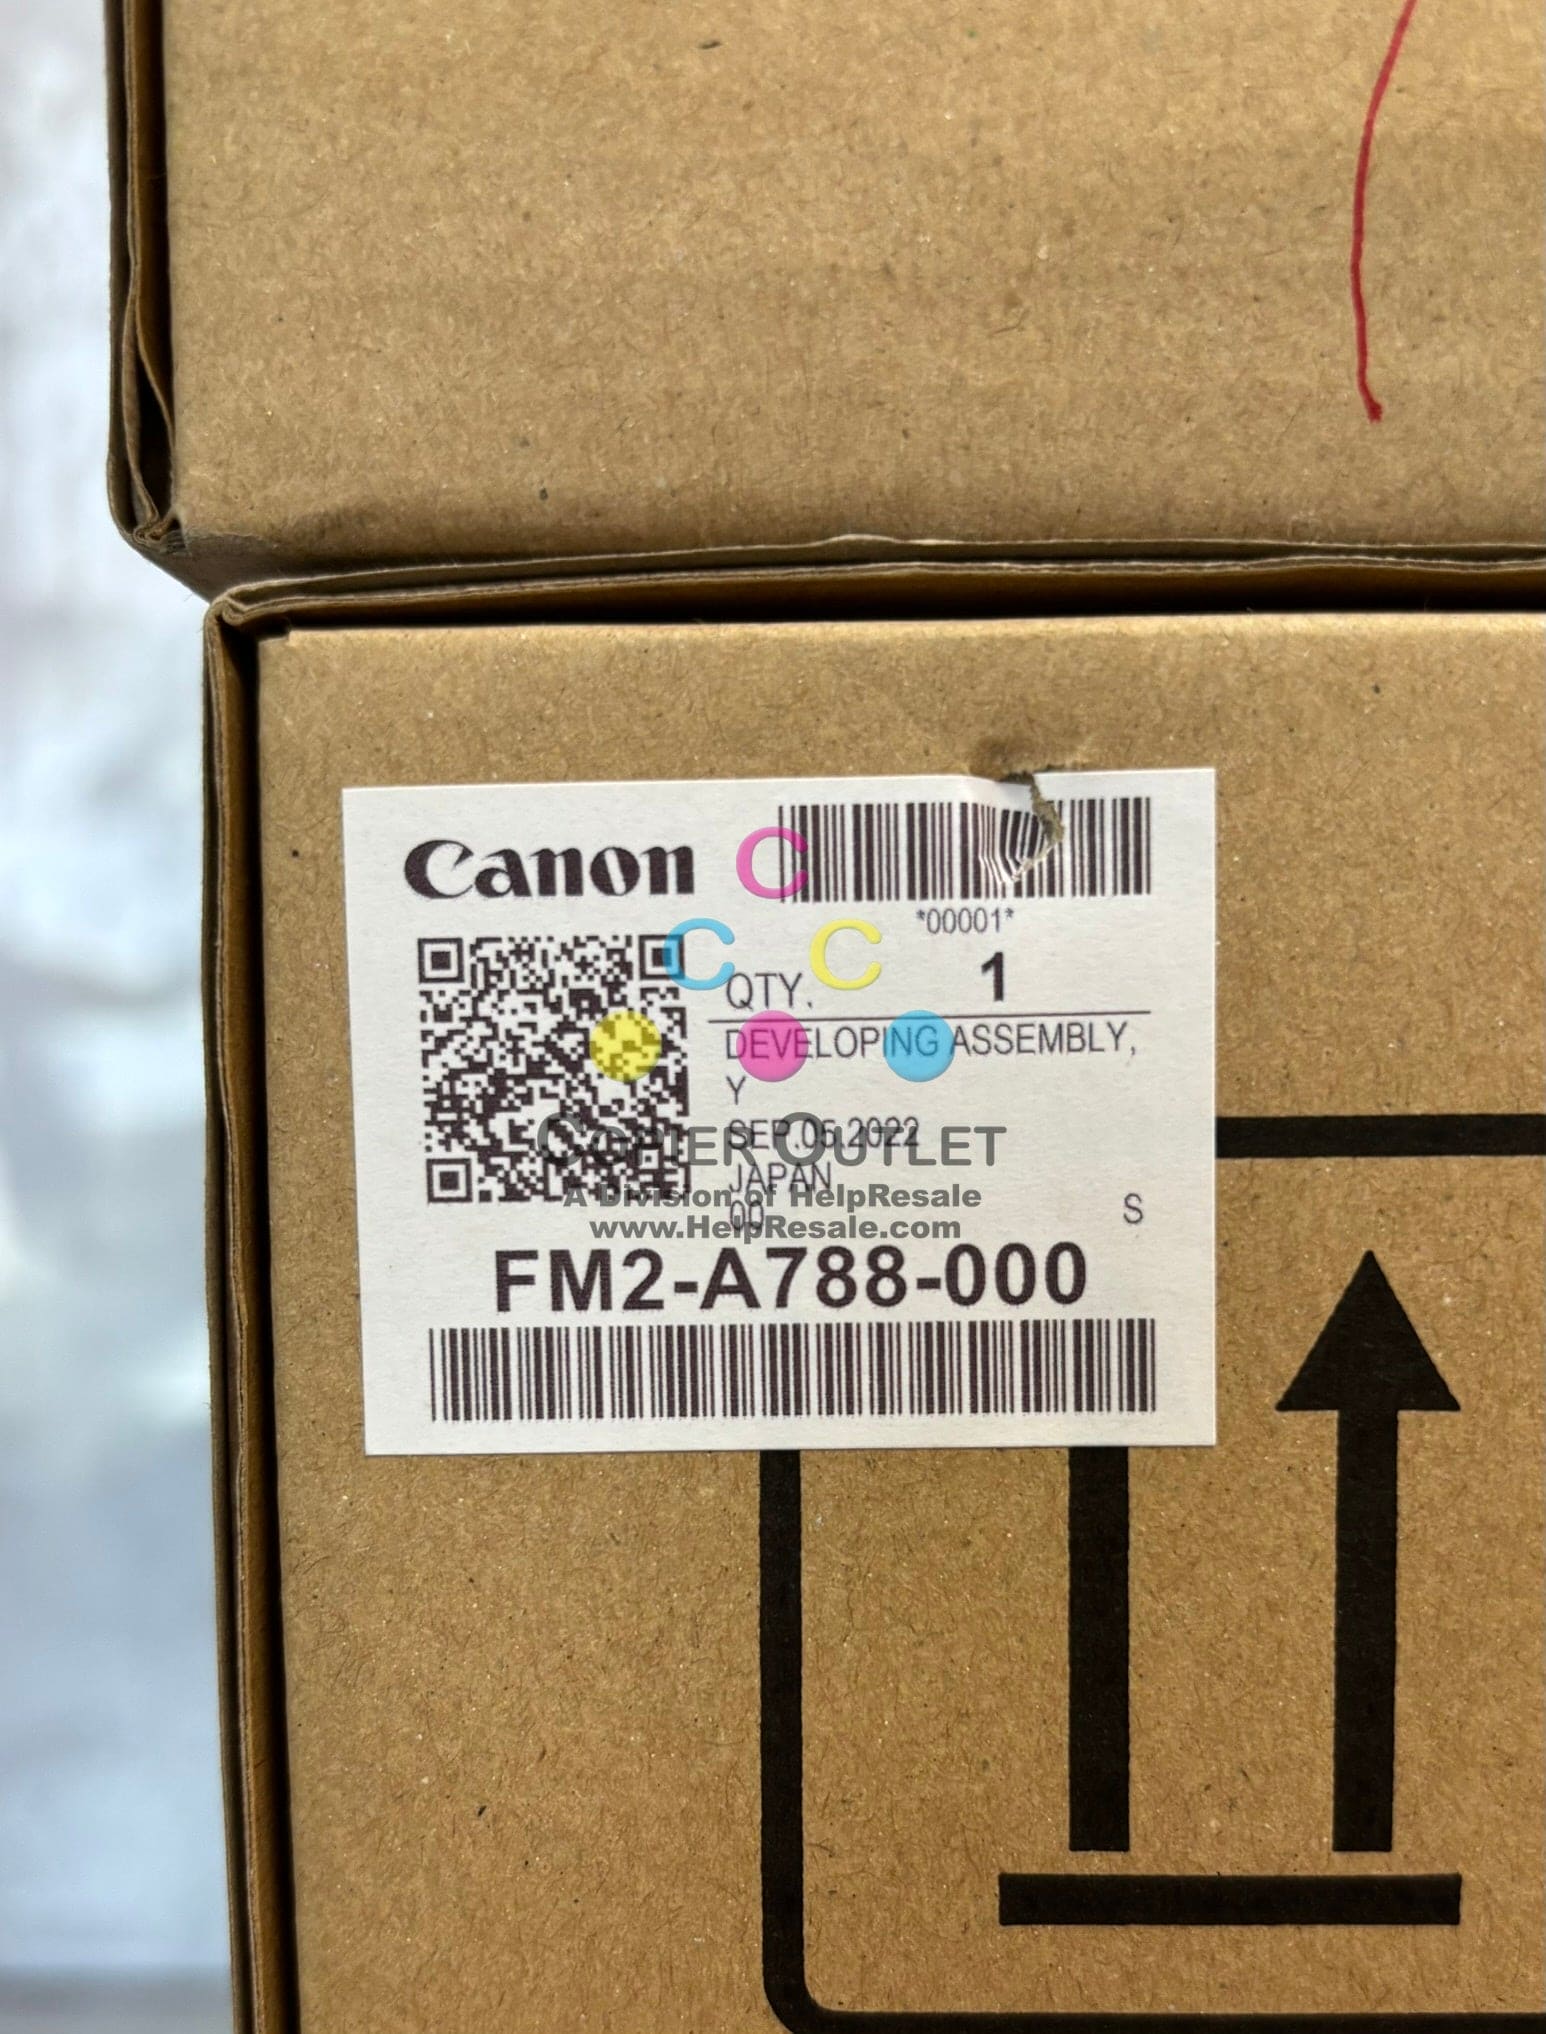 Canon
*00001*
QTY. 1
DEVELOPING ASSEMBLY,
Y
SEP.05.2022
JAPAN
00 S
FM2-A788-000
C
C C
COPIER OUTLET
A Division of HelpResale
www.HelpResale.com